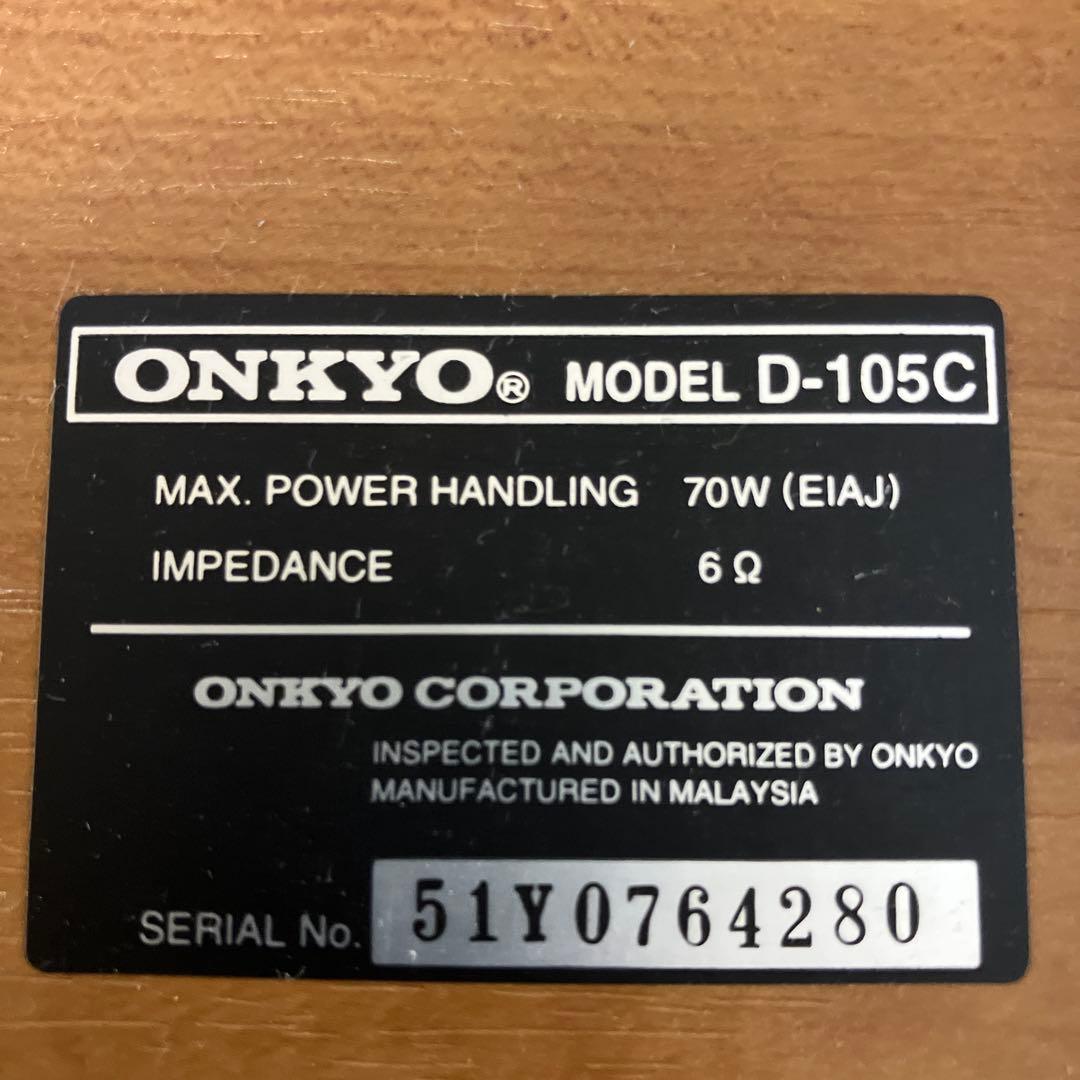 ONKYO® MODEL D-105C
MAX. POWER HANDLING 70W (EIAJ)
IMPEDANCE 6 Ω
ONKYO CORPORATION
INSPECTED AND AUTHORIZED BY ONKYO
MANUFACTURED IN MALAYSIA
SERIAL No. 51Y0764280